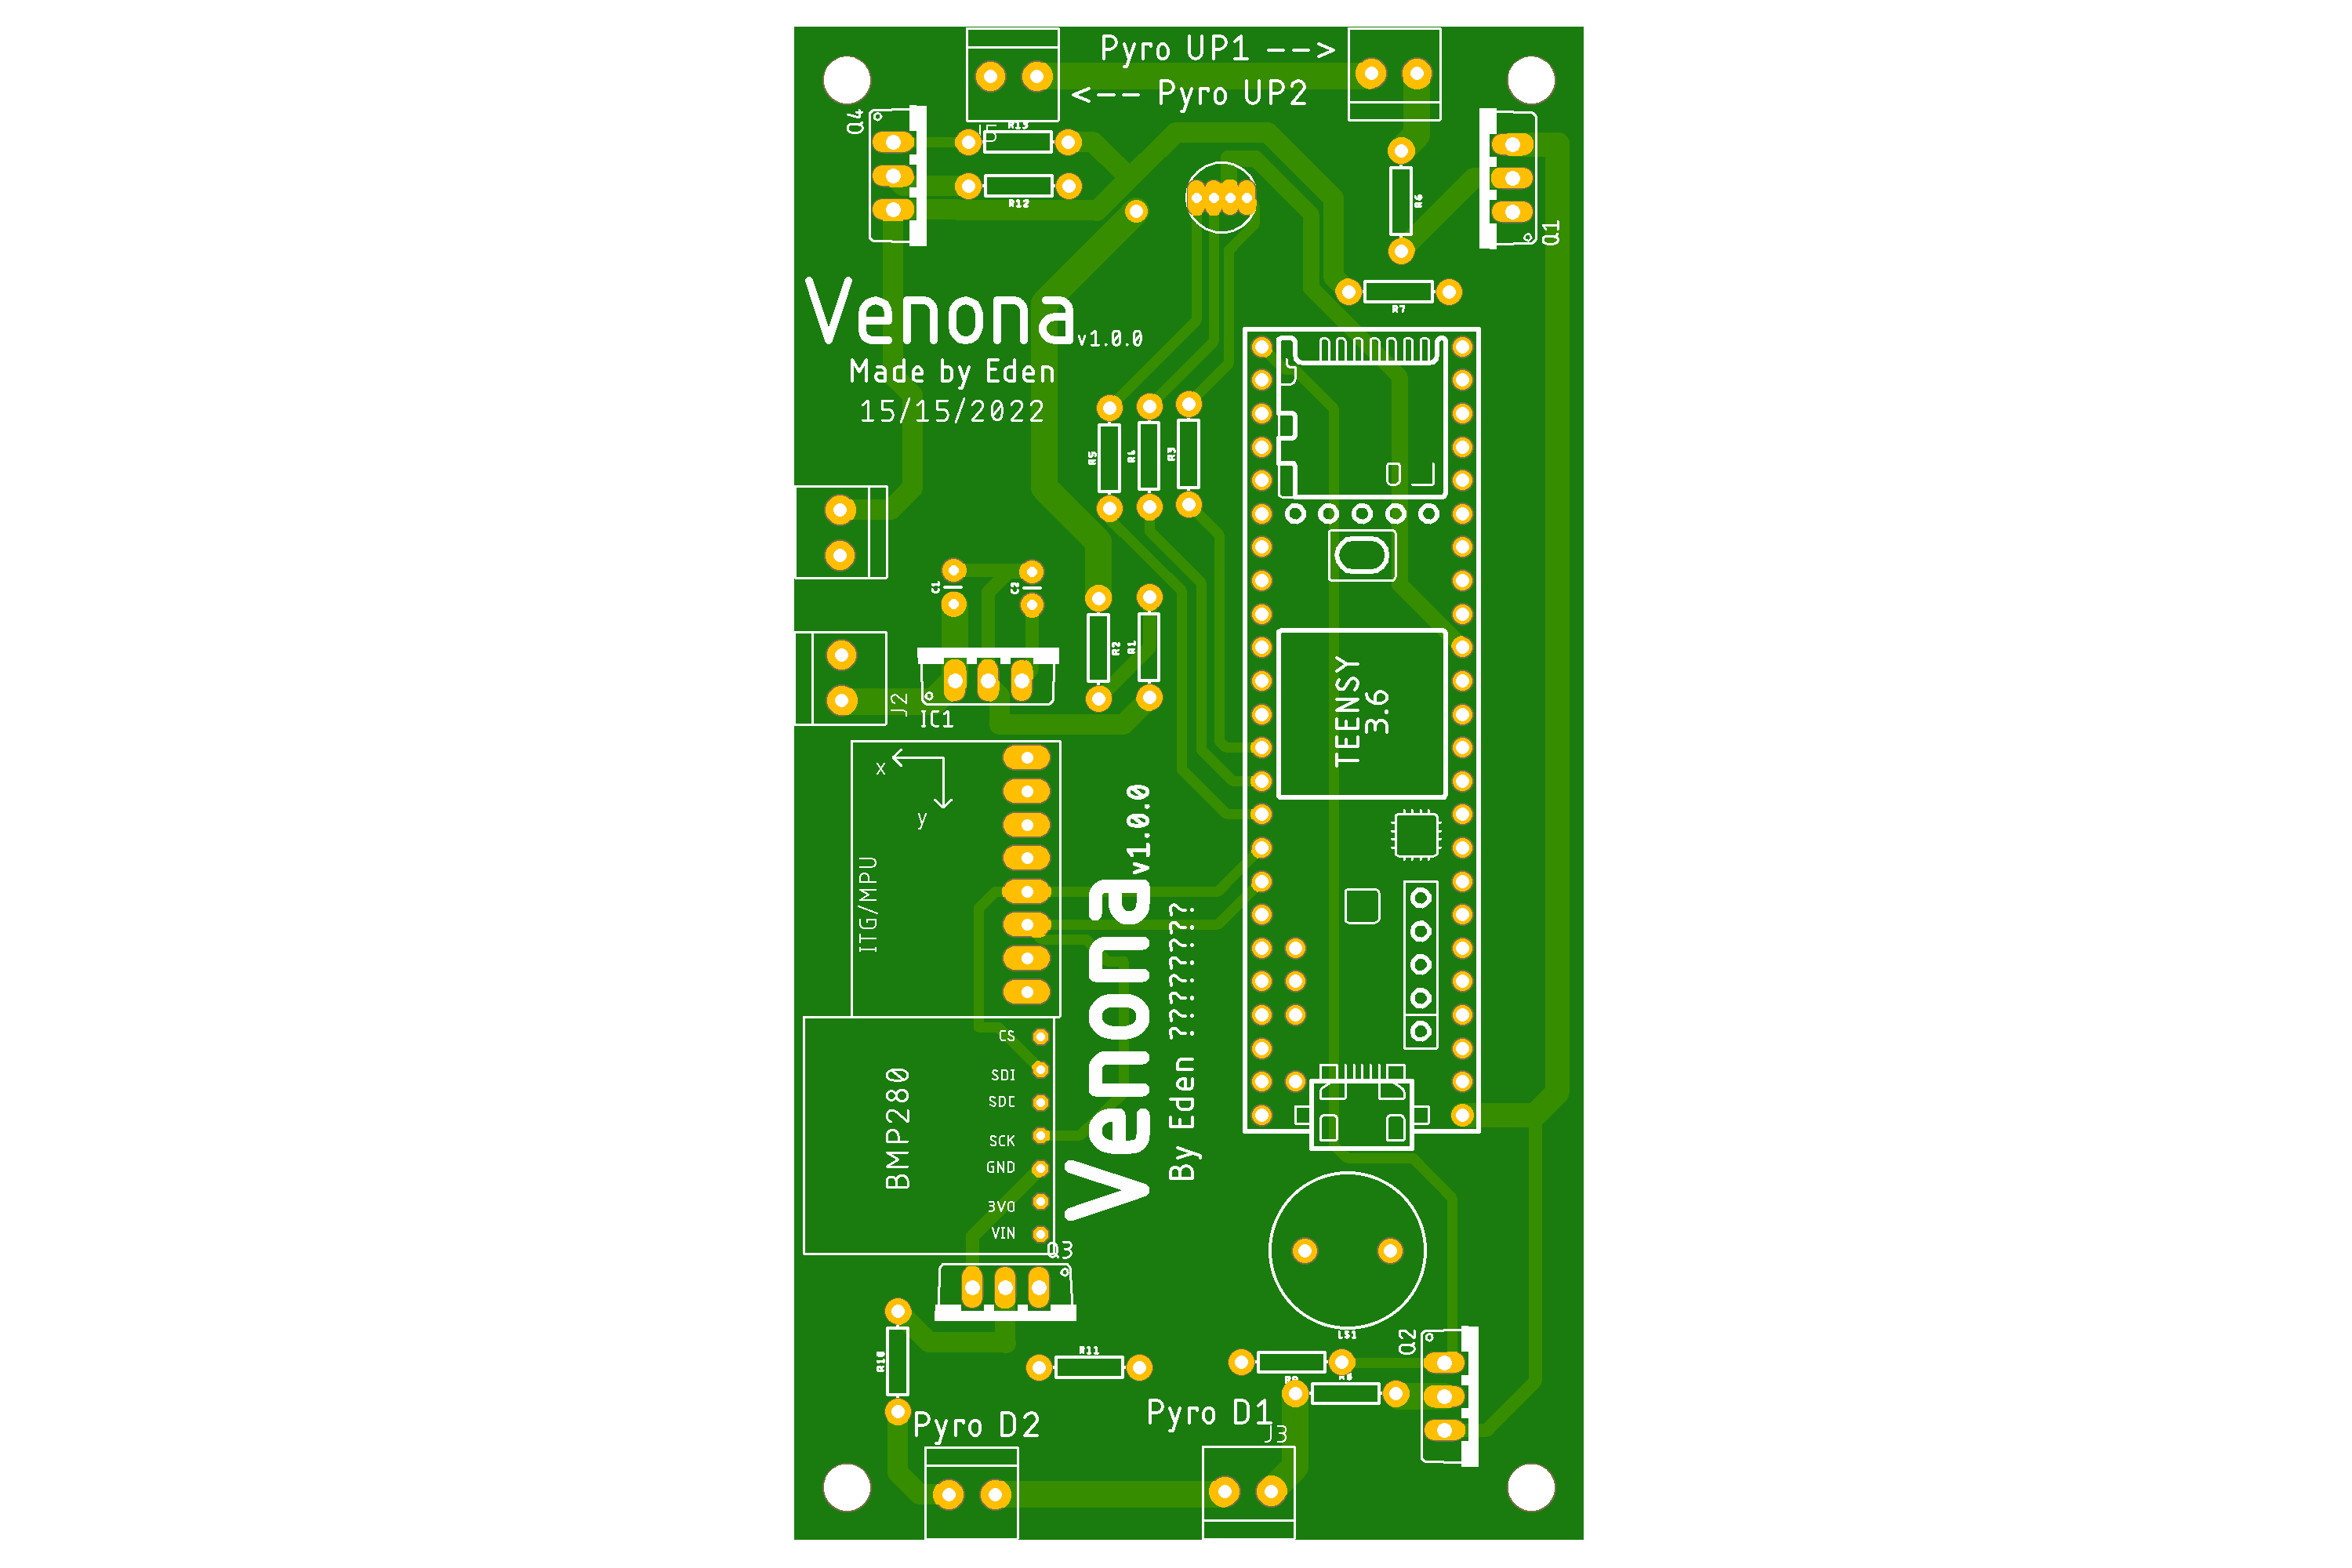 Pyro UP1 -->
<-- Pyro UP2
Q4
R13
R12
R6
Q1
R7
Venona v1.0.0
Made by Eden
15/15/2022
R5
R4
R3
C1
C2
R2
R1
J2
IC1
TEENSY
3.6
x
y
ITG/MPU
Venona v1.0.0
By Eden ????????
CS
SDI
SDC
SCK
GND
3VO
VIN
BMP280
Q3
LS1
Q2
R10
R11
R9
R8
Pyro D2
Pyro D1
J3